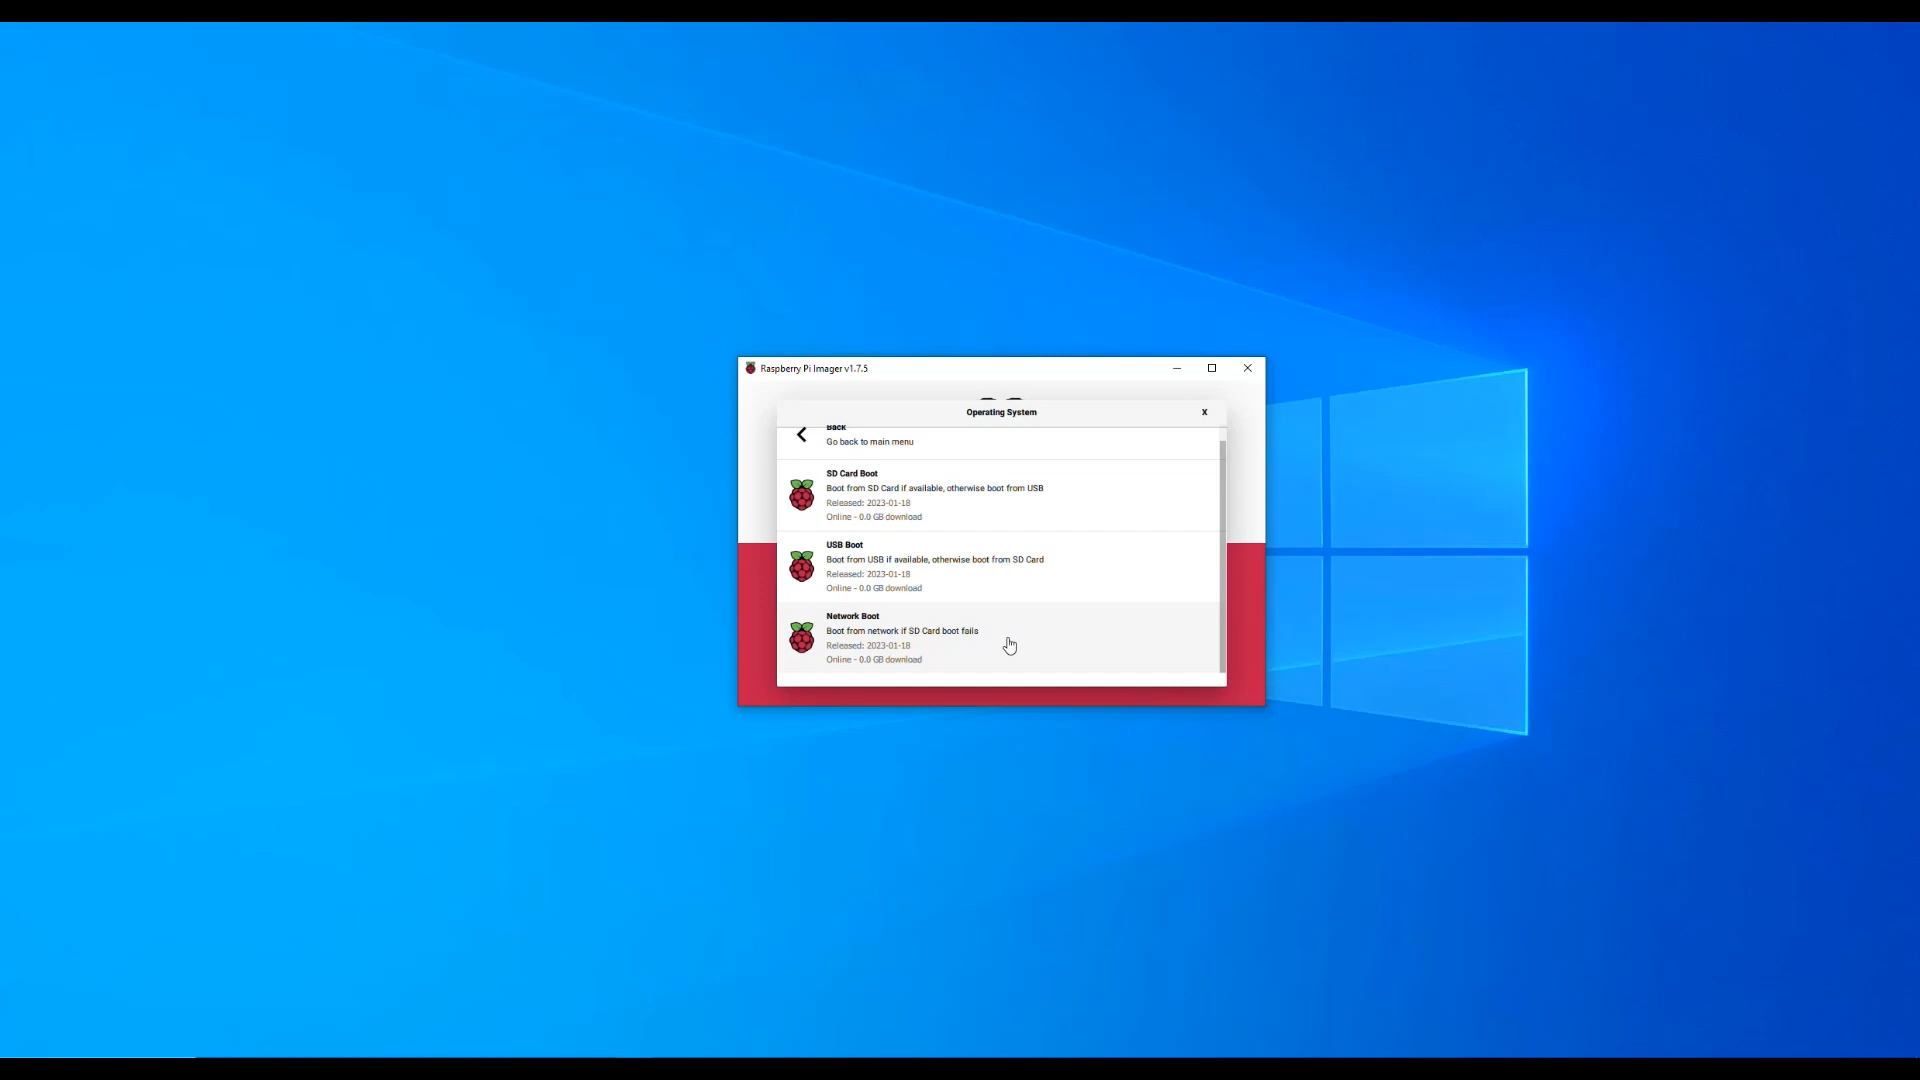 Raspberry Pi Imager v1.7.5
Operating System
X
Back
Go back to main menu
SD Card Boot
Boot from SD Card if available, otherwise boot from USB
Released: 2023-01-18
Online - 0.0 GB download
USB Boot
Boot from USB if available, otherwise boot from SD Card
Released: 2023-01-18
Online - 0.0 GB download
Network Boot
Boot from network if SD Card boot fails
Released: 2023-01-18
Online - 0.0 GB download